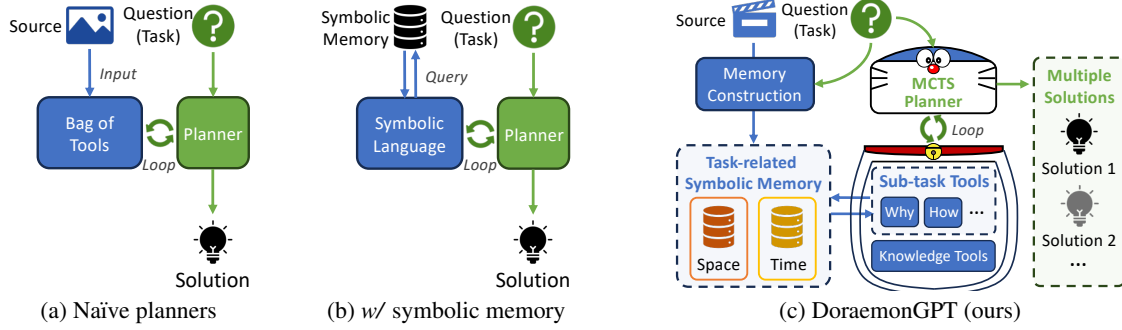 Source
Question
(Task)
Input
Bag of
Tools
Loop
Planner
Solution
(a) Naïve planners
Symbolic
Memory
Question
(Task)
Query
Symbolic
Language
Loop
Planner
Solution
(b) w/ symbolic memory
Source
Question
(Task)
Memory
Construction
MCTS
Planner
Loop
Task-related
Symbolic Memory
Space
Time
Sub-task Tools
Why
How
...
Knowledge Tools
Multiple
Solutions
Solution 1
Solution 2
...
(c) DoraemonGPT (ours)